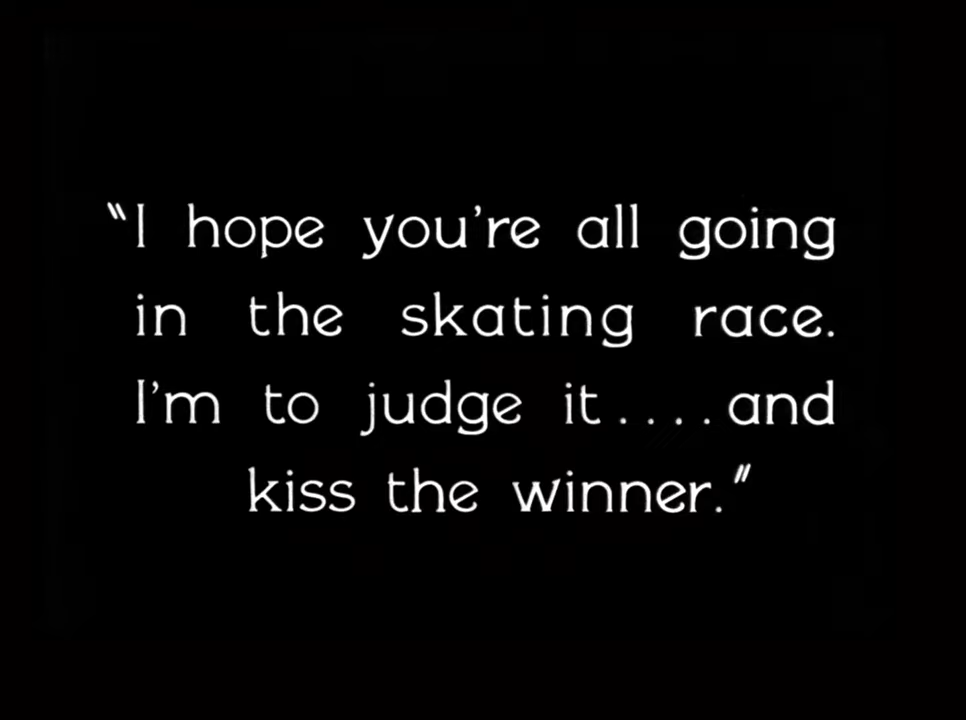 "I hope you're all going
in the skating race.
I'm to judge it....and
kiss the winner."